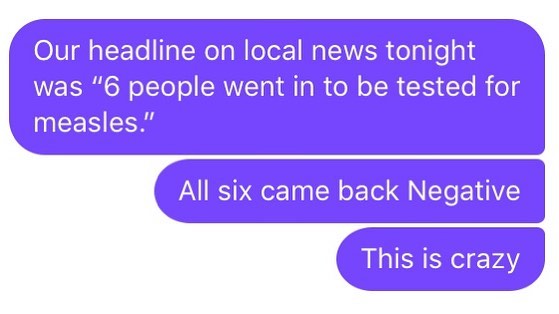 Our headline on local news tonight
was “6 people went in to be tested for
measles.”
All six came back Negative
This is crazy